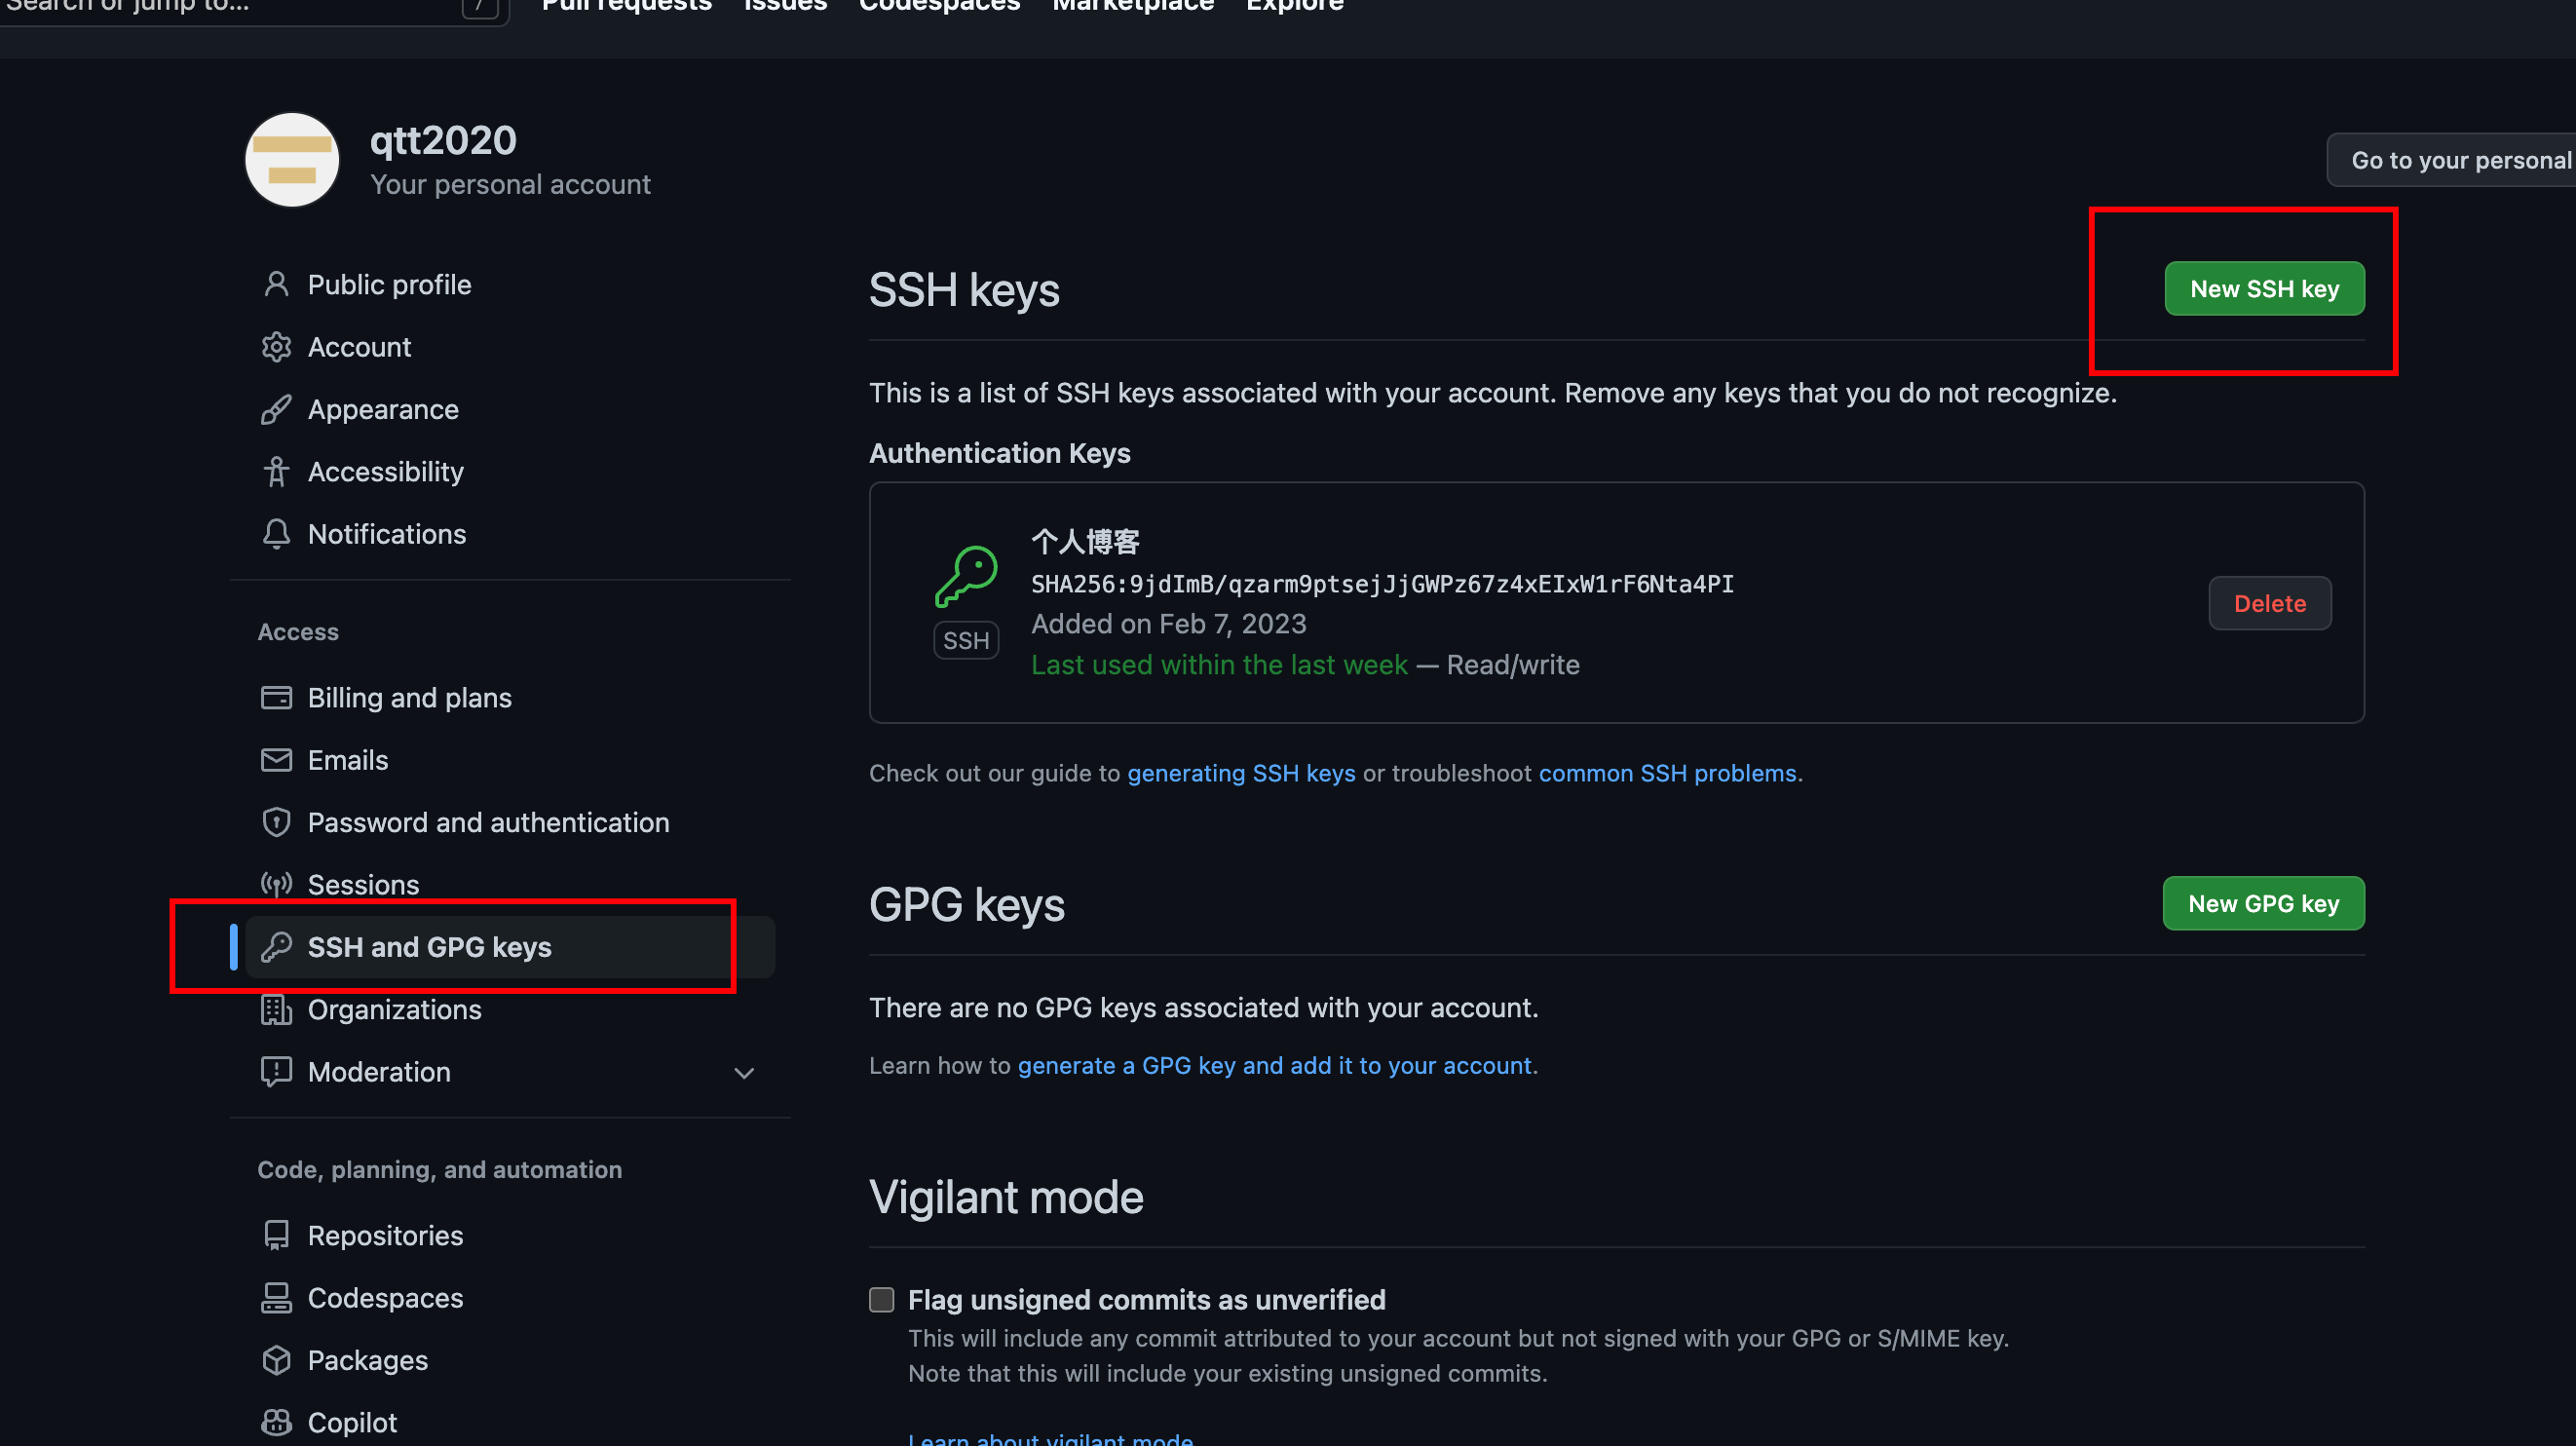 Search or jump to...
/
Pull requests Issues Codespaces Marketplace Explore
qtt2020
Your personal account
Go to your personal
Public profile
Account
Appearance
Accessibility
Notifications
Access
Billing and plans
Emails
Password and authentication
Sessions
SSH and GPG keys
Organizations
Moderation
Code, planning, and automation
Repositories
Codespaces
Packages
Copilot
SSH keys
New SSH key
This is a list of SSH keys associated with your account. Remove any keys that you do not recognize.
Authentication Keys
个人博客
SHA256:9jdImB/qzarm9ptsejJjGWPz67z4xEIxW1rF6Nta4PI
Added on Feb 7, 2023
Last used within the last week — Read/write
SSH
Delete
Check out our guide to generating SSH keys or troubleshoot common SSH problems.
GPG keys
New GPG key
There are no GPG keys associated with your account.
Learn how to generate a GPG key and add it to your account.
Vigilant mode
Flag unsigned commits as unverified
This will include any commit attributed to your account but not signed with your GPG or S/MIME key.
Note that this will include your existing unsigned commits.
Learn about vigilant mode.